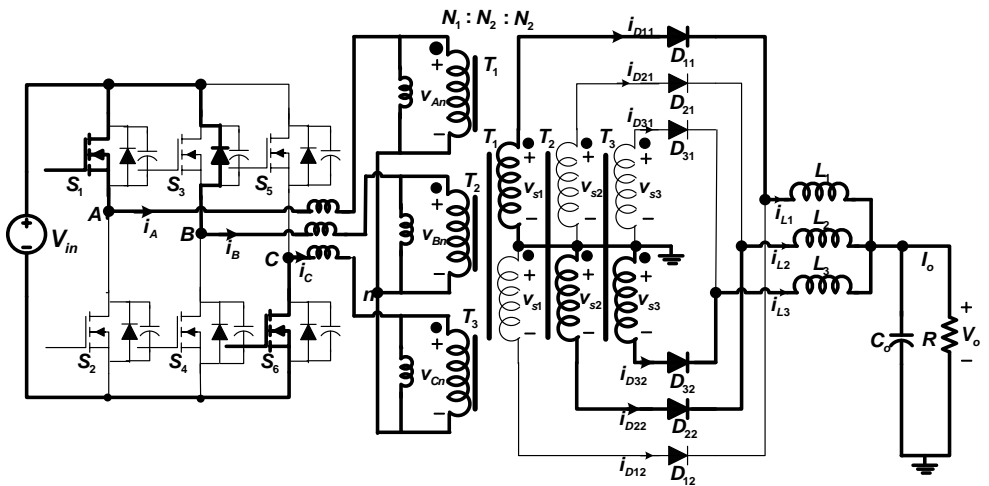 N1 : N2 : N2
iD11
D11
iD21
D21
iD31
D31
T1
+
vAn
−
S1
S3
S5
A
iA
B
iB
C
iC
Vin
+
−
T2
+
vBn
−
n
T3
+
vCn
−
S2
S4
S6
T1
T2
T3
+
vs1
−
+
vs2
−
+
vs3
−
+
vs1
−
+
vs2
−
+
vs3
−
L1
iL1
L2
iL2
L3
iL3
Io
Co
R
+
Vo
−
iD32
D32
iD22
D22
iD12
D12